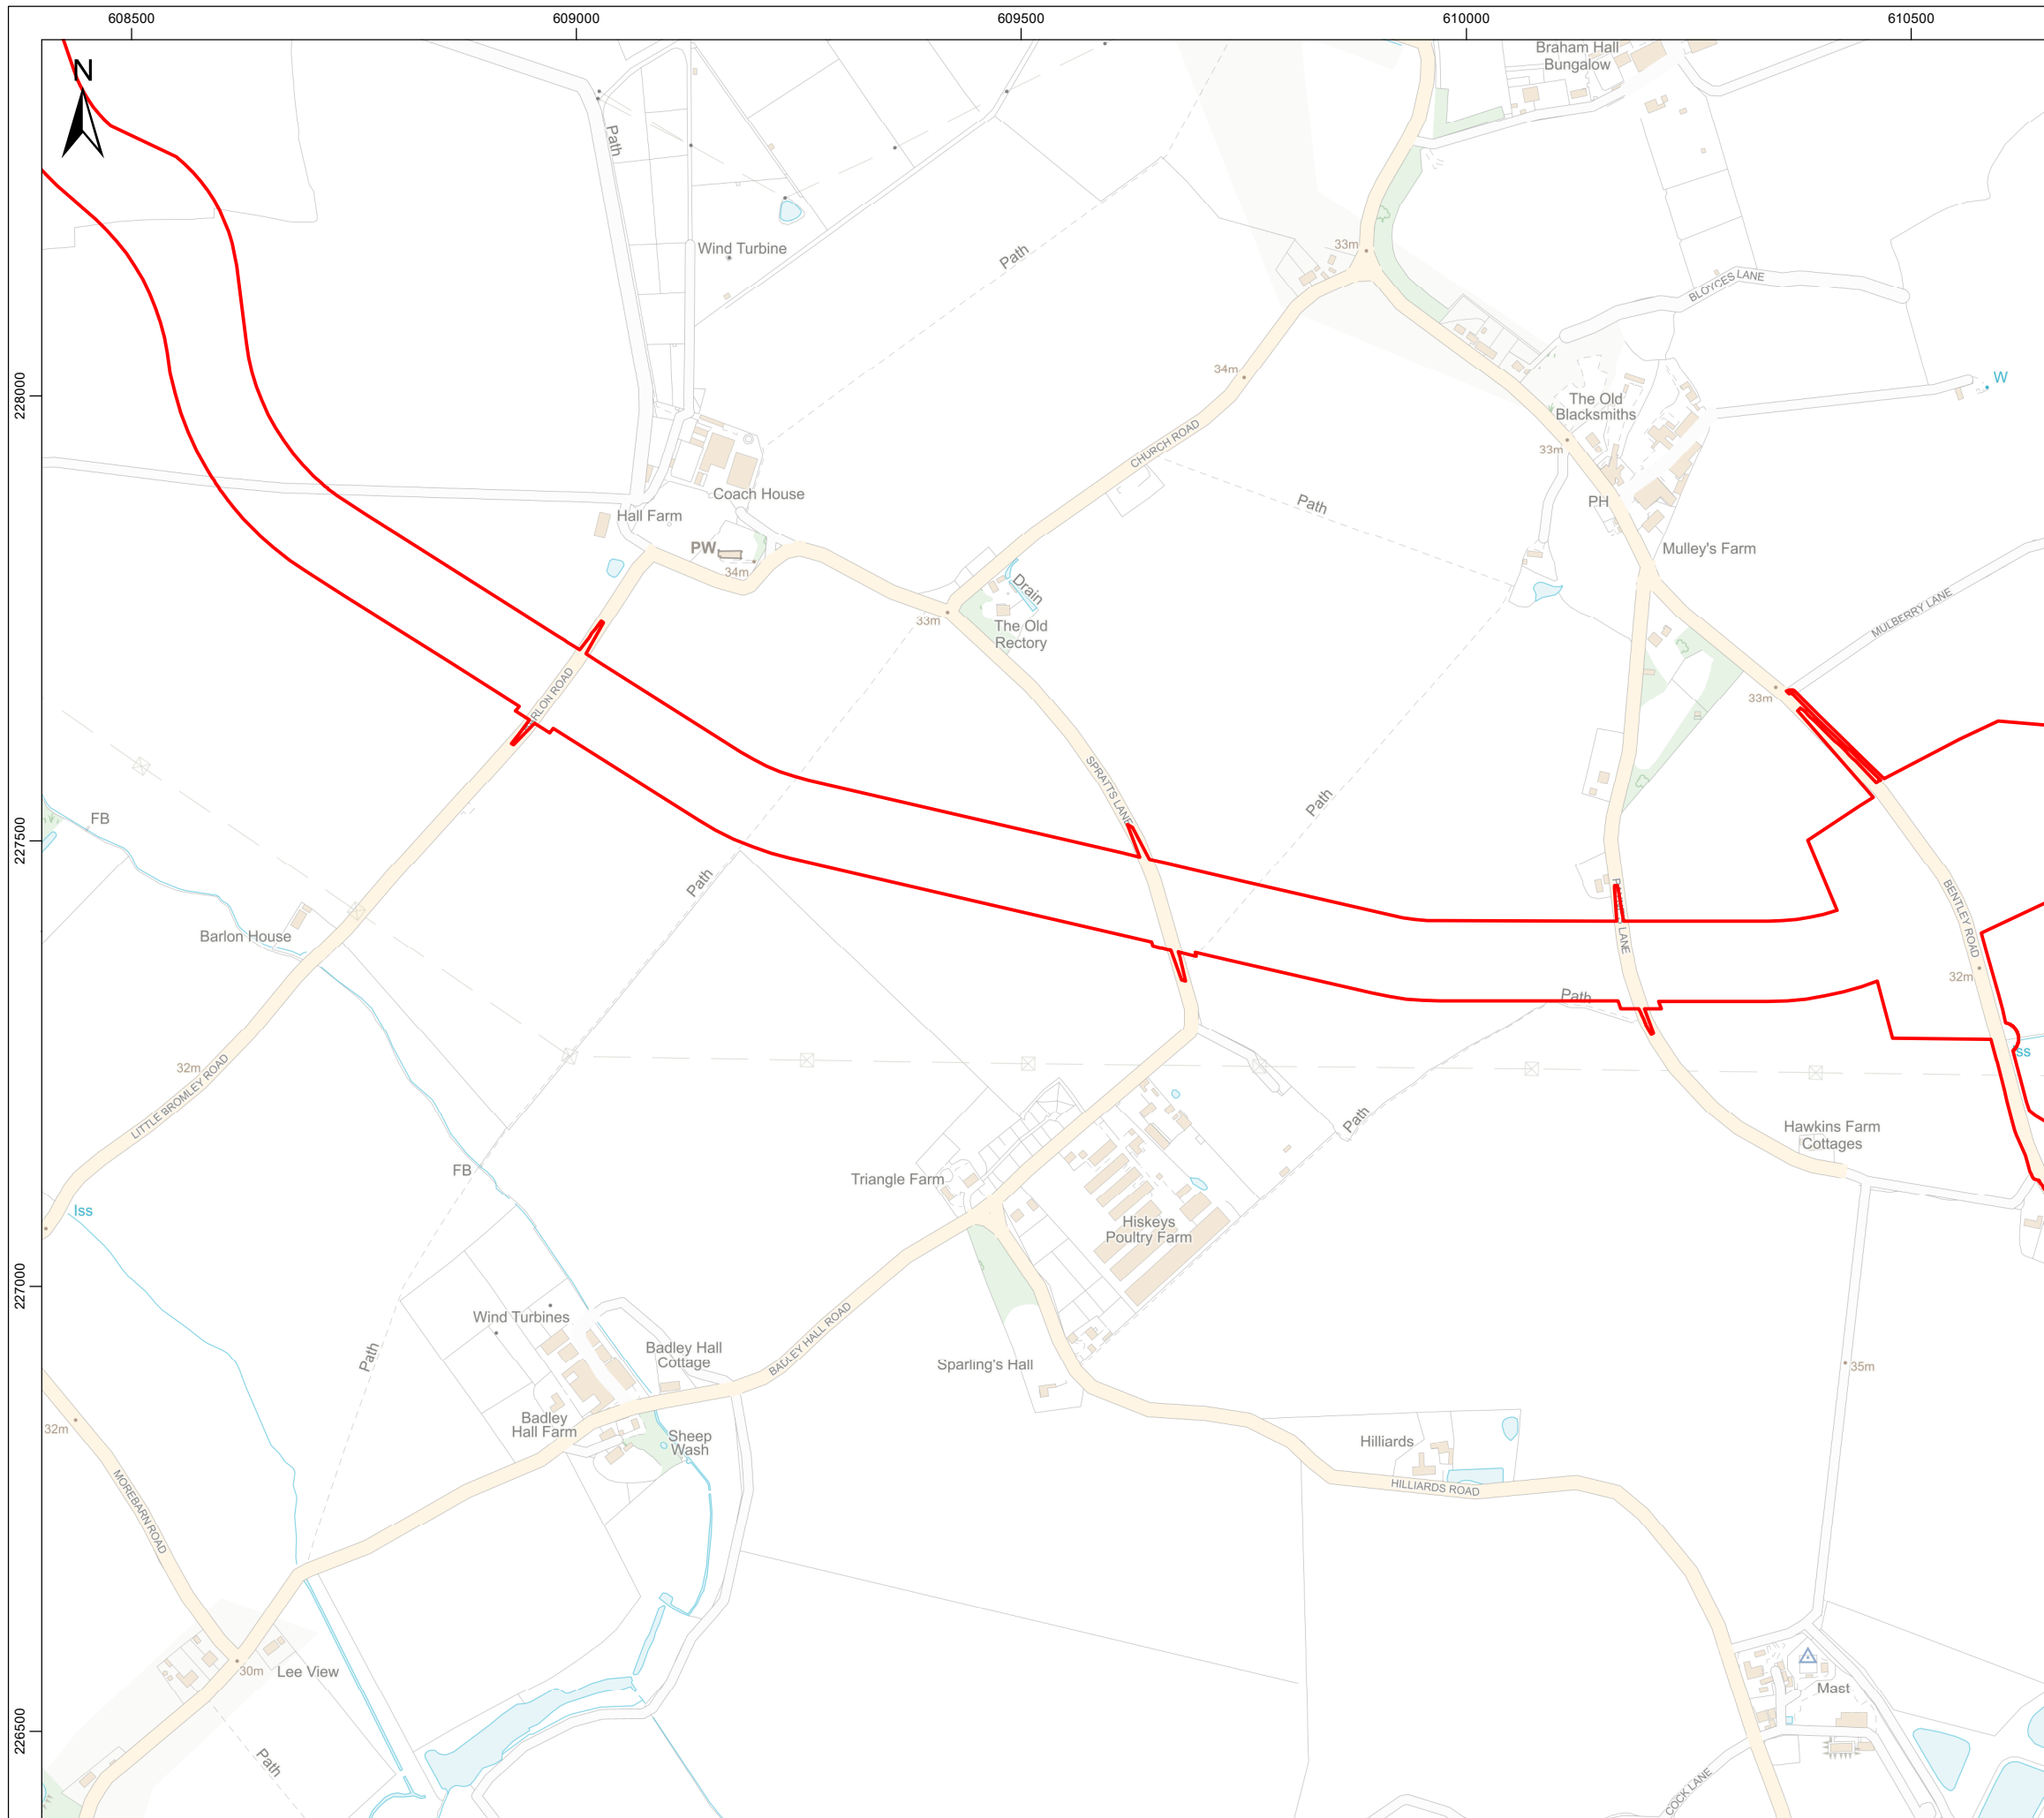 608500
609000
609500
610000
610500
N
228000
227500
227000
226500
Braham Hall
Bungalow
Path
Wind Turbine
Path
33m
BLOYCES LANE
34m
W
The Old
Blacksmiths
CHURCH ROAD
33m
Coach House
Path
PH
Hall Farm
PW
Mulley's Farm
34m
Drain
MULBERRY LANE
33m
The Old
Rectory
33m
RLON ROAD
SPRATTS LANE
Path
FB
Path
BENTLEY ROAD
Barlon House
LANE
32m
Path
ss
32m
LITTLE BROMLEY ROAD
Path
Hawkins Farm
Cottages
FB
Triangle Farm
Iss
Hiskeys
Poultry Farm
Wind Turbines
Path
BADLEY HALL ROAD
Badley Hall
Cottage
Sparling's Hall
35m
Badley
Hall Farm
32m
Sheep
Wash
Hilliards
HILLIARDS ROAD
MOREBARN ROAD
30m
Lee View
Mast
Path
COCK LANE